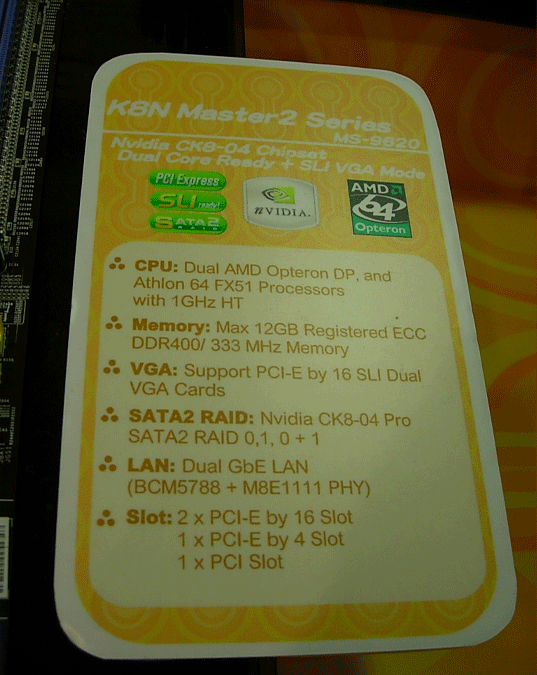 K8N Master2 Series
MS-9620
Nvidia CK8-04 Chipset
Dual Core Ready + SLI VGA Mode
PCI Express
SLI ready!
SATA2
RAID
nVIDIA.
AMD
64
Opteron
CPU: Dual AMD Opteron DP, and
Athlon 64 FX51 Processors
with 1GHz HT
Memory: Max 12GB Registered ECC
DDR400/ 333 MHz Memory
VGA: Support PCI-E by 16 SLI Dual
VGA Cards
SATA2 RAID: Nvidia CK8-04 Pro
SATA2 RAID 0,1, 0 + 1
LAN: Dual GbE LAN
(BCM5788 + M8E1111 PHY)
Slot: 2 x PCI-E by 16 Slot
1 x PCI-E by 4 Slot
1 x PCI Slot